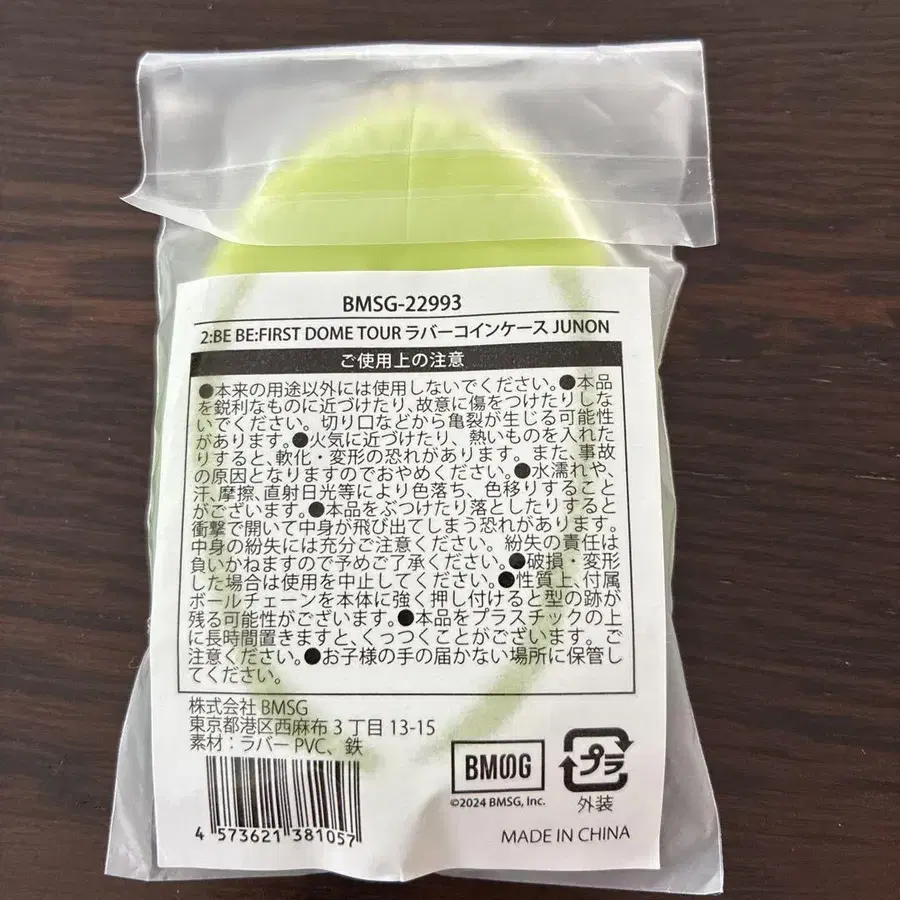 BMSG-22993
2:BE BE:FIRST DOME TOUR ラバーコインケース JUNON
ご使用上の注意
●本来の用途以外には使用しないでください。●本品
を鋭利なものに近づけたり、故意に傷をつけたりしな
いでください。切り口などから亀裂が生じる可能性
があります。●火気に近づけたり、熱いものを入れた
りすると、軟化・変形の恐れがあります。また、事故
の原因となりますのでおやめください。●水濡れや、
汗、摩擦、直射日光等により色落ち、色移りすること
がございます。●本品をぶつけたり落としたりすると
衝撃で開いて中身が飛び出てしまう恐れがあります。
中身の紛失には充分ご注意ください。紛失の責任は
負いかねますので予めご了承ください。●破損・変形
した場合は使用を中止してください。●性質上、付属
ボールチェーンを本体に強く押し付けると型の跡が
残る可能性がございます。●本品をプラスチックの上
に長時間置きますと、くっつくことがございます。ご
注意ください。●お子様の手の届かない場所に保管し
てください。
株式会社 BMSG
東京都港区西麻布 3 丁目 13-15
素材：ラバー PVC、鉄
BMSG
©2024 BMSG, Inc.
プラ
外装
4 573621 381057
MADE IN CHINA